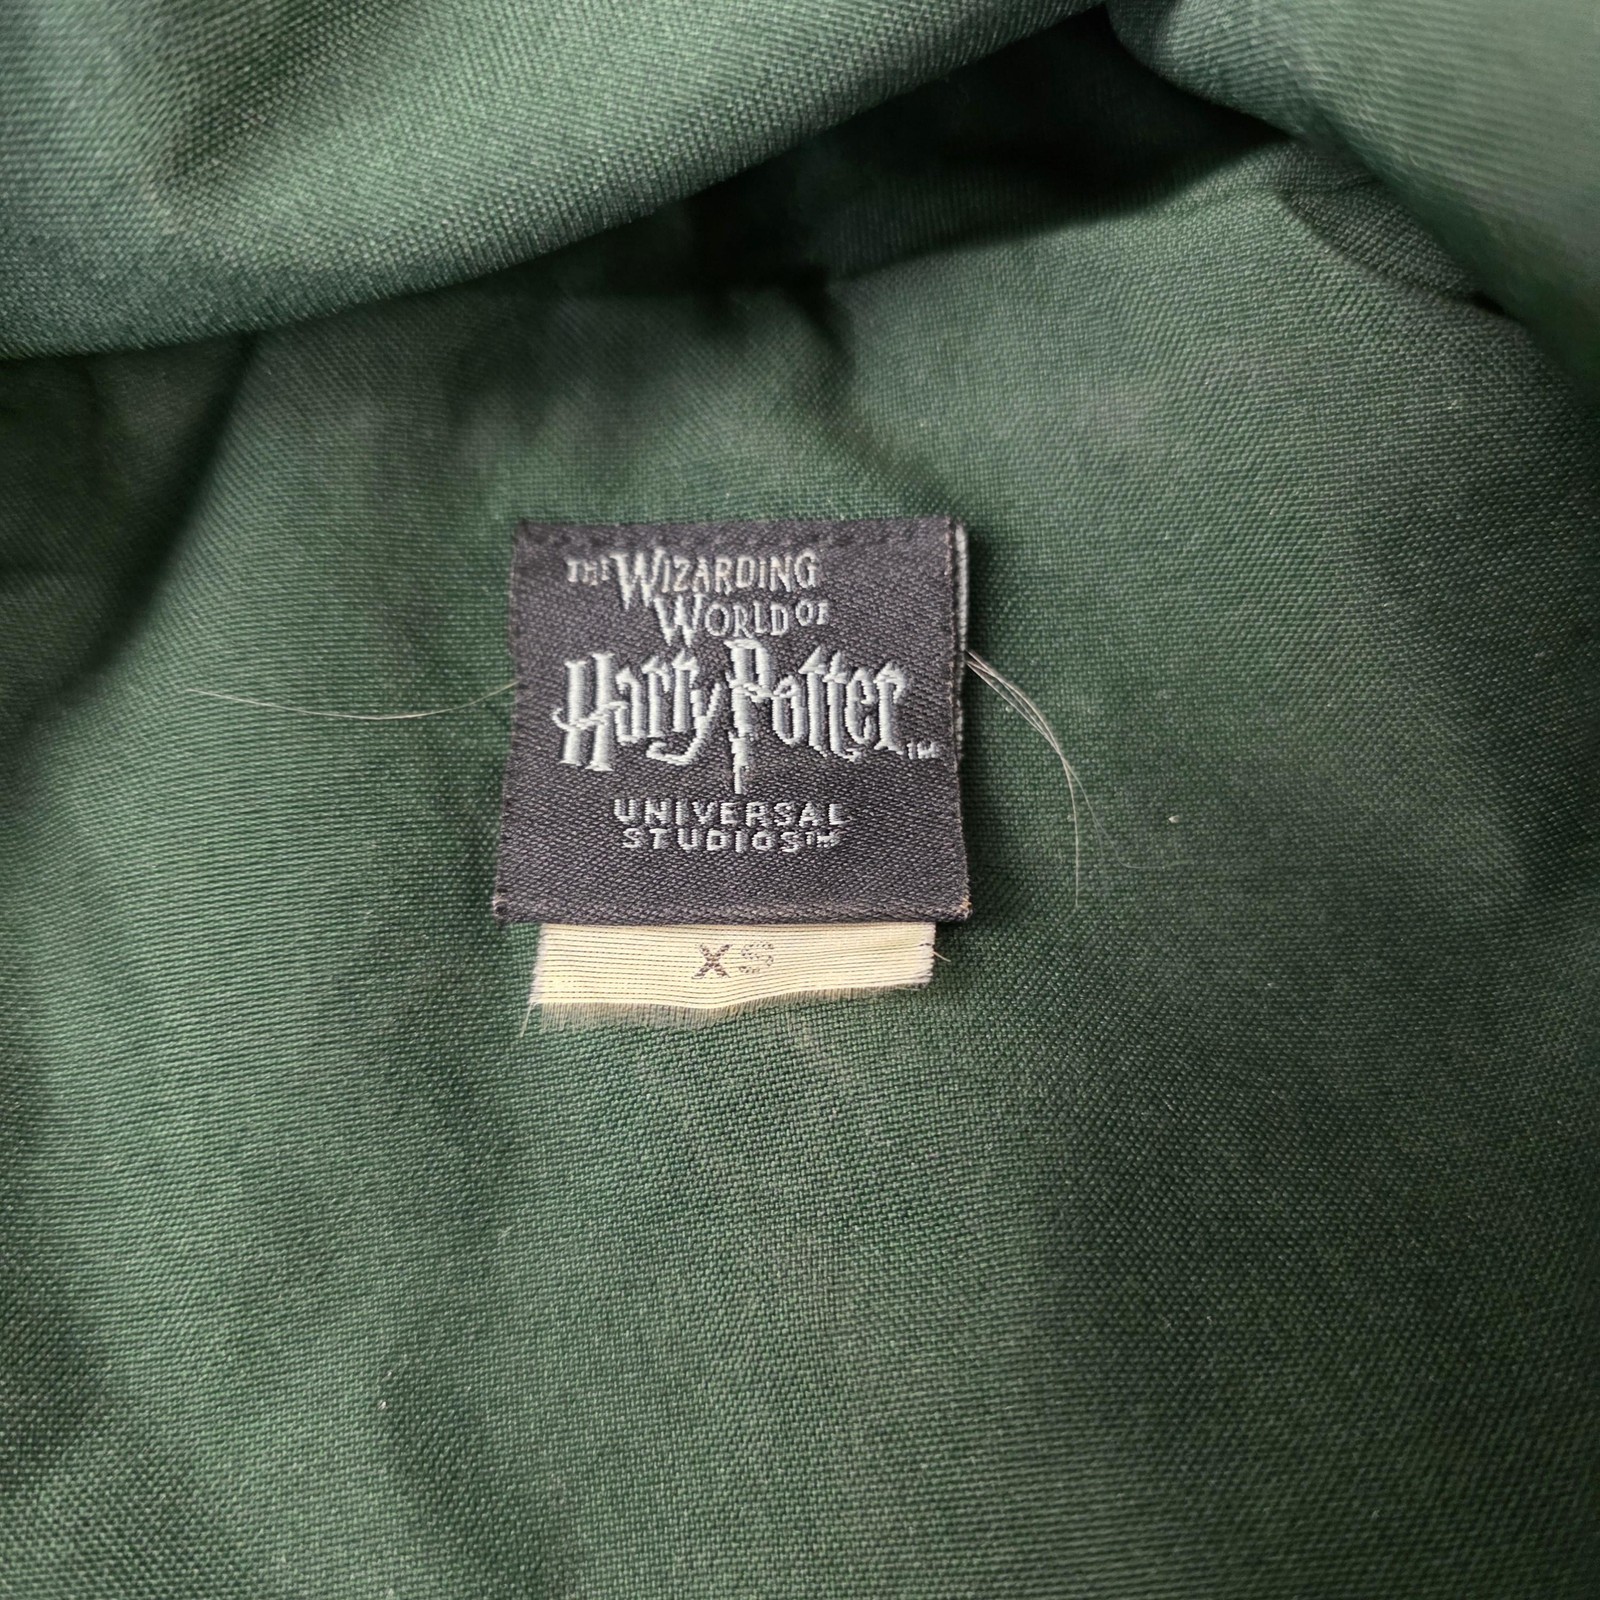 THE WIZARDING
WORLD OF
Harry Potter TM
UNIVERSAL
STUDIOS TM
XS